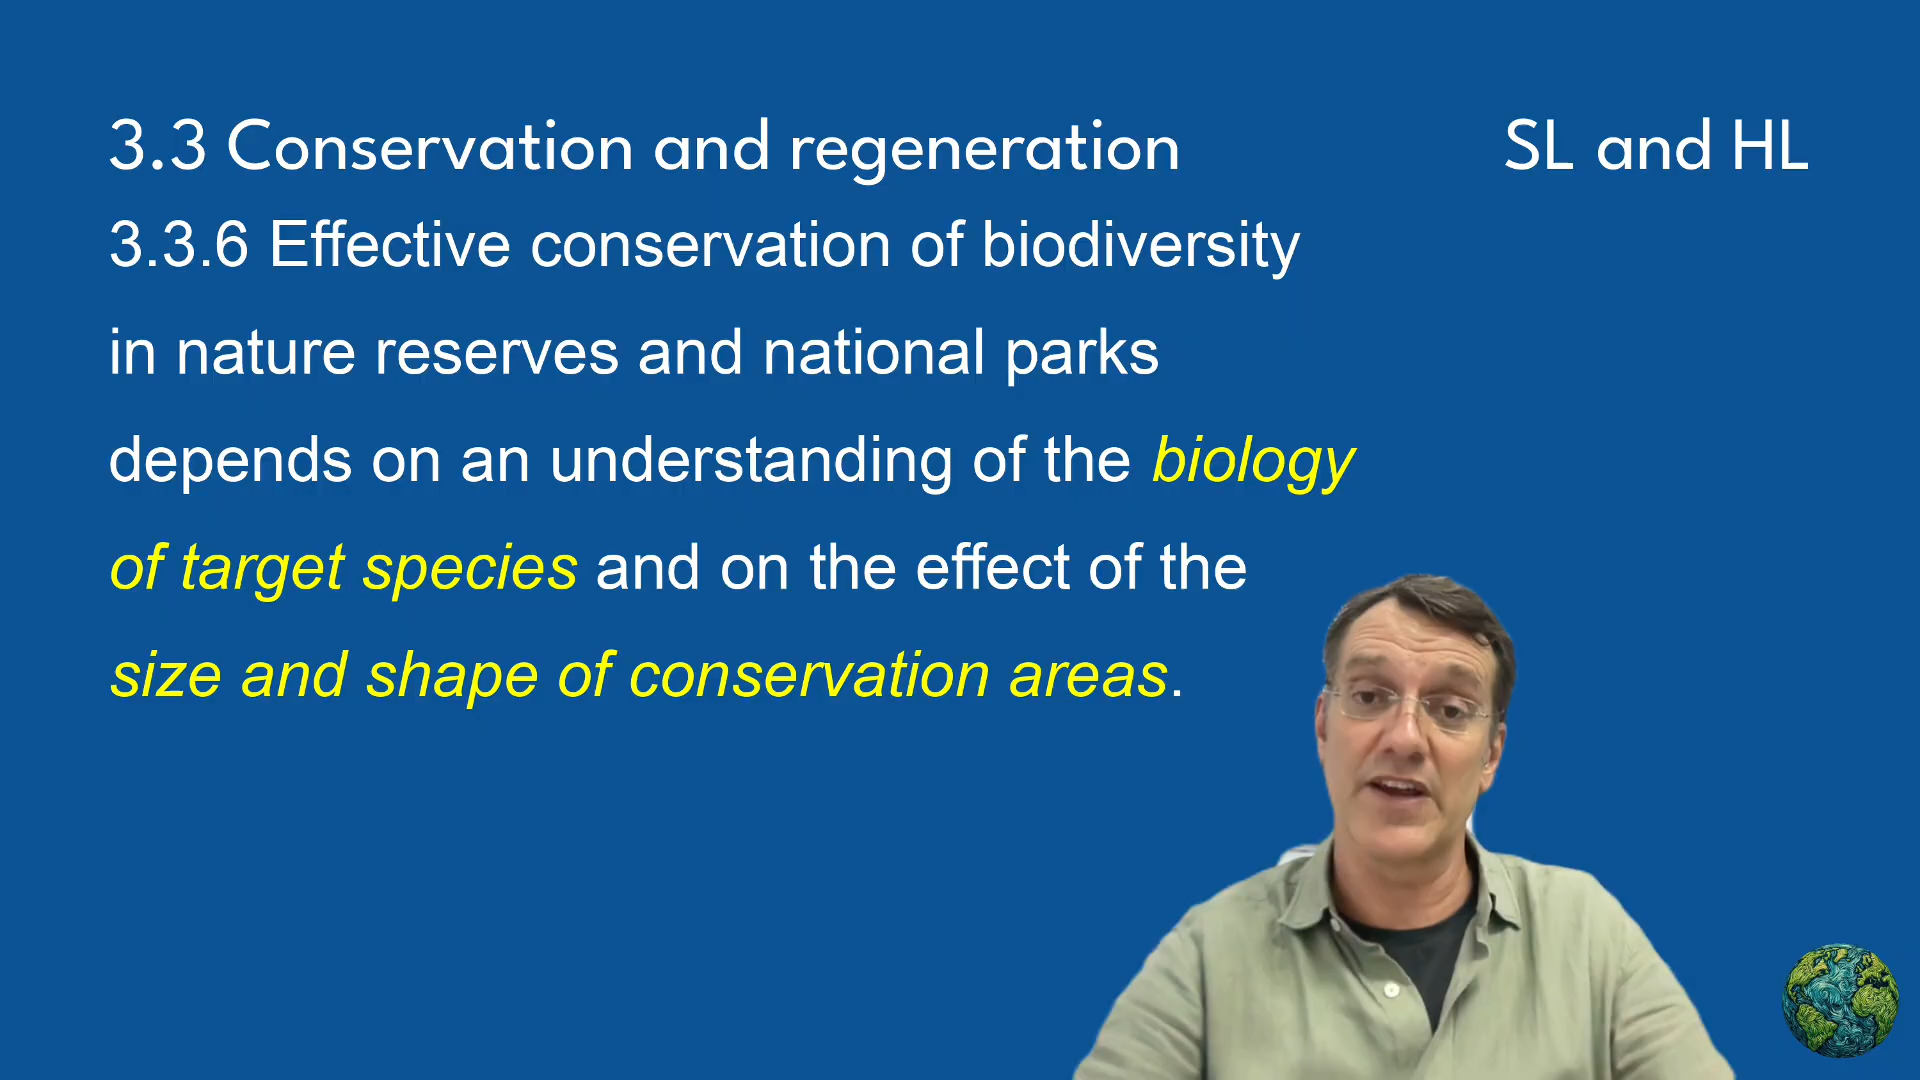 3.3 Conservation and regeneration SL and HL
3.3.6 Effective conservation of biodiversity
in nature reserves and national parks
depends on an understanding of the biology
of target species and on the effect of the
size and shape of conservation areas.